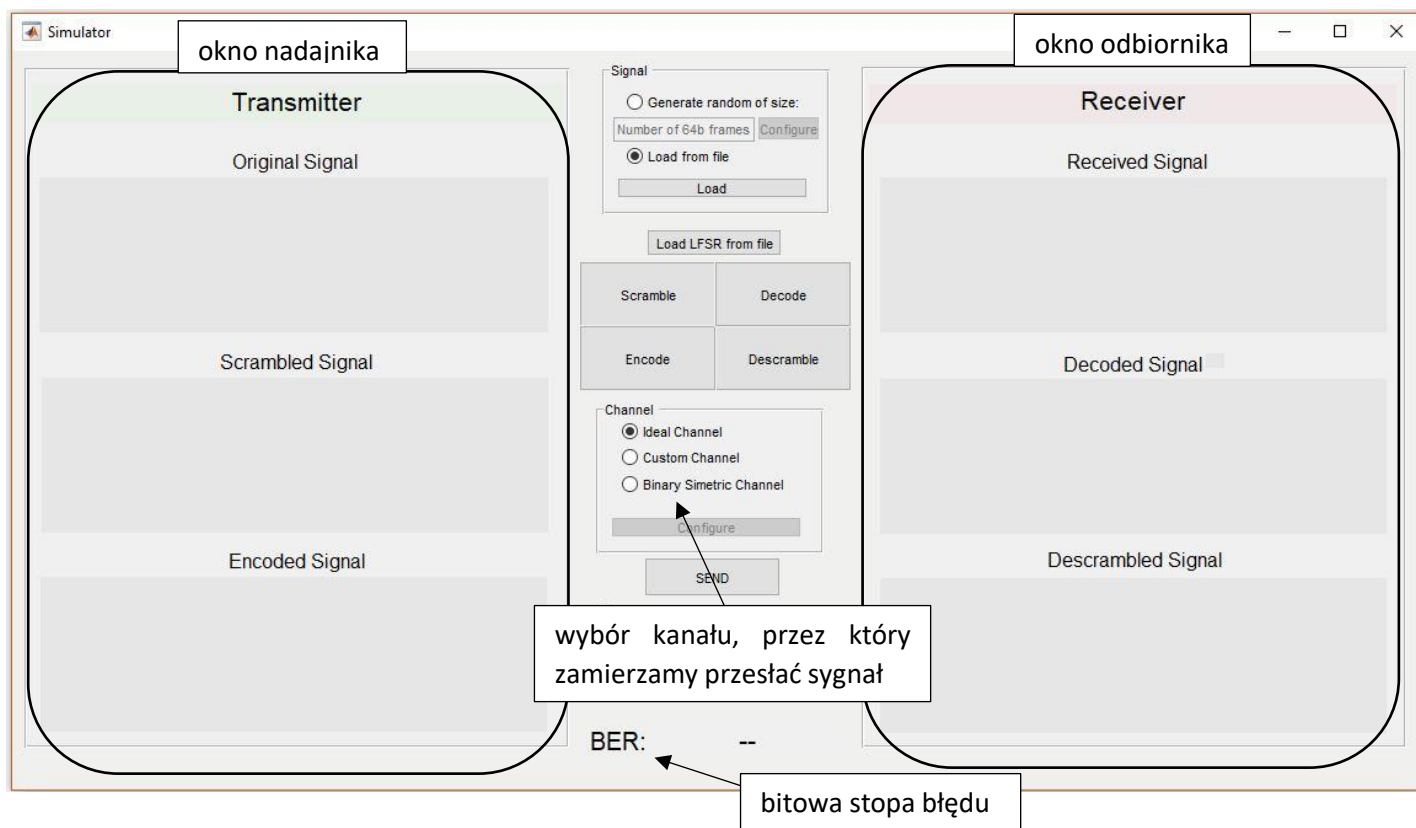 Simulator
okno nadajnika
okno odbiornika
Transmitter
Original Signal
Scrambled Signal
Encoded Signal
Signal
Generate random of size:
Number of 64b frames Configure
Load from file
Load
Load LFSR from file
Scramble Decode
Encode Descramble
Channel
Ideal Channel
Custom Channel
Binary Simetric Channel
Configure
SEND
wybór kanału, przez który
zamierzamy przesłać sygnał
BER: --
bitowa stopa błędu
Receiver
Received Signal
Decoded Signal
Descrambled Signal